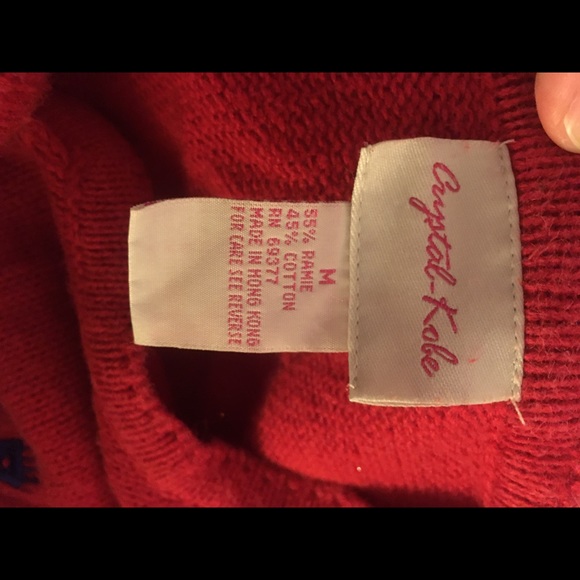 Crystal-Kobe
M
55% RAMIE
45% COTTON
RN 69377
MADE IN HONG KONG
FOR CARE SEE REVERSE